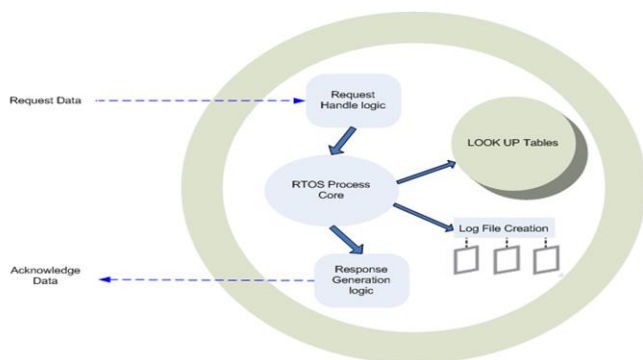 Request Data
Request
Handle logic
LOOK UP Tables
RTOS Process
Core
Log File Creation
Response
Generation
logic
Acknowledge
Data